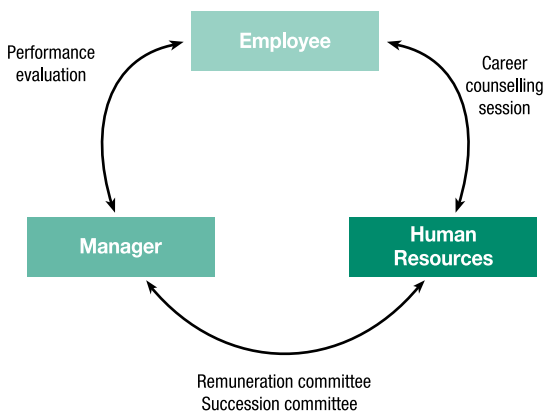 Employee
Performance
evaluation
Career
counselling
session
Manager
Human
Resources
Remuneration committee
Succession committee